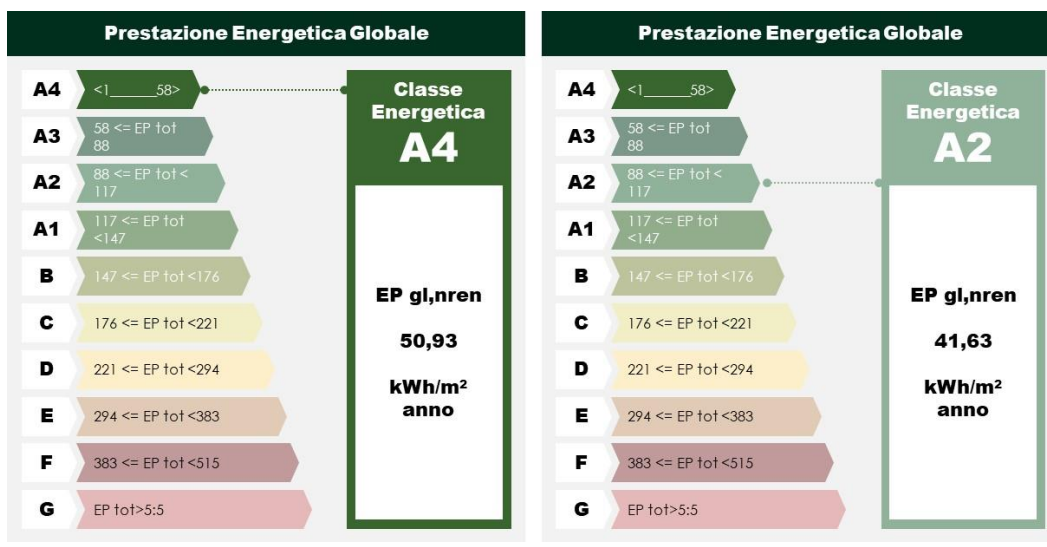 Prestazione Energetica Globale
A4
<1______58>
A3
58 <= EP tot
88
A2
88 <= EP tot <
117
A1
117 <= EP tot
<147
B
147 <= EP tot <176
C
176 <= EP tot <221
D
221 <= EP tot <294
E
294 <= EP tot <383
F
383 <= EP tot <515
G
EP tot>5:5
Classe
Energetica
A4
EP gl,nren
50,93
kWh/m²
anno
Prestazione Energetica Globale
A4
<1______58>
A3
58 <= EP tot
88
A2
88 <= EP tot <
117
A1
117 <= EP tot
<147
B
147 <= EP tot <176
C
176 <= EP tot <221
D
221 <= EP tot <294
E
294 <= EP tot <383
F
383 <= EP tot <515
G
EP tot>5:5
Classe
Energetica
A2
EP gl,nren
41,63
kWh/m²
anno